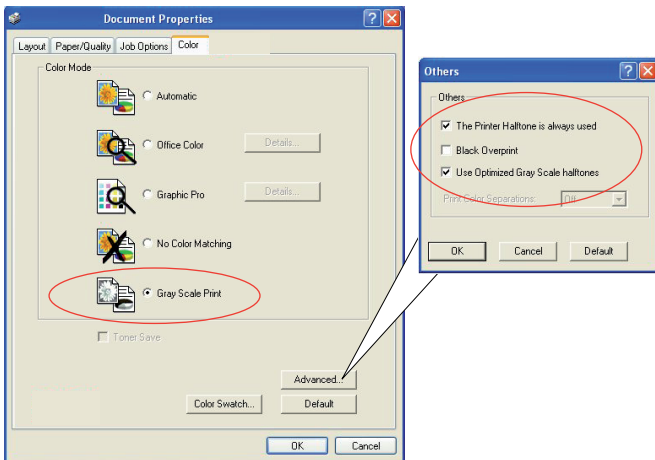 Document Properties
Layout Paper/Quality Job Options Color
Color Mode
Automatic
Office Color Details...
Graphic Pro Details...
No Color Matching
Gray Scale Print
Toner Save
Advanced...
Color Swatch... Default
OK Cancel
Others
Others
The Printer Halftone is always used
Black Overprint
Use Optimized Gray Scale halftones
Print Color Separations: Off
OK Cancel Default